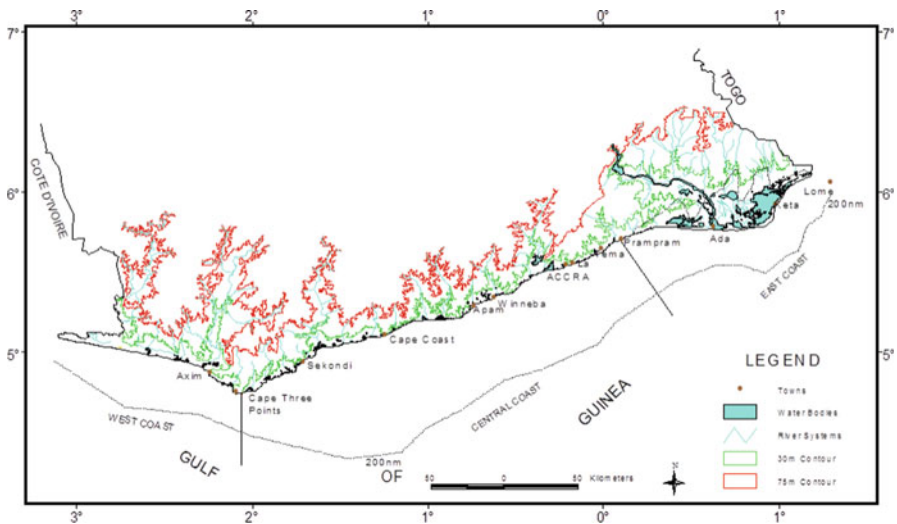 3° 2° 1° 0° 1°
7° 7°
TOGO
COTE D'IVOIRE
6° 6°
Lome
Keta
200nm
Ada
Prampram
Tema
La
ACCRA
EAST COAST
Winneba
Apam
Cape Coast
5° 5°
Sekondi
Axim
Cape Three
Points
WEST COAST
CENTRAL COAST
GULF
OF
GUINEA
200nm
LEGEND
Towns
Water Bodies
River Systems
30m Contour
75m Contour
50 0 50 Kilometers
N
3° 2° 1° 0° 1°